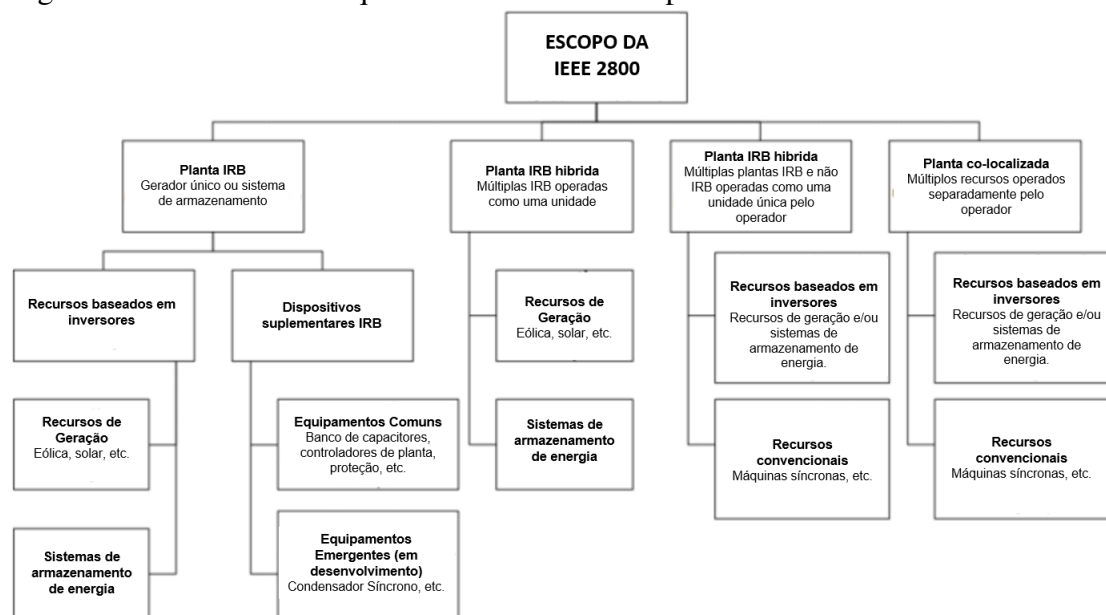 ESCOPO DA
IEEE 2800
Planta IRB
Gerador único ou sistema
de armazenamento
Planta IRB hibrida
Múltiplas IRB operadas
como uma unidade
Planta IRB hibrida
Múltiplas plantas IRB e não
IRB operadas como uma
unidade única pelo
operador
Planta co-localizada
Múltiplos recursos operados
separadamente pelo
operador
Recursos baseados em
inversores
Dispositivos
suplementares IRB
Recursos de
Geração
Eólica, solar, etc.
Recursos baseados em
inversores
Recursos de geração e/ou
sistemas de
armazenamento de
energia.
Recursos baseados em
inversores
Recursos de geração e/ou
sistemas de
armazenamento de
energia.
Recursos de
Geração
Eólica, solar, etc.
Equipamentos Comuns
Banco de capacitores,
controladores de planta,
proteção, etc.
Sistemas de
armazenamento
de energia
Recursos
convencionais
Máquinas síncronas, etc.
Recursos
convencionais
Máquinas síncronas, etc.
Sistemas de
armazenamento
de energia
Equipamentos
Emergentes (em
desenvolvimento)
Condensador Síncrono, etc.